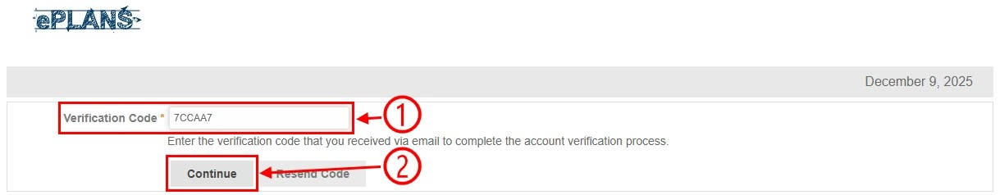 ePLANS
December 9, 2025
Verification Code * 7CCAA7 1
Enter the verification code that you received via email to complete the account verification process.
Continue Resend Code 2